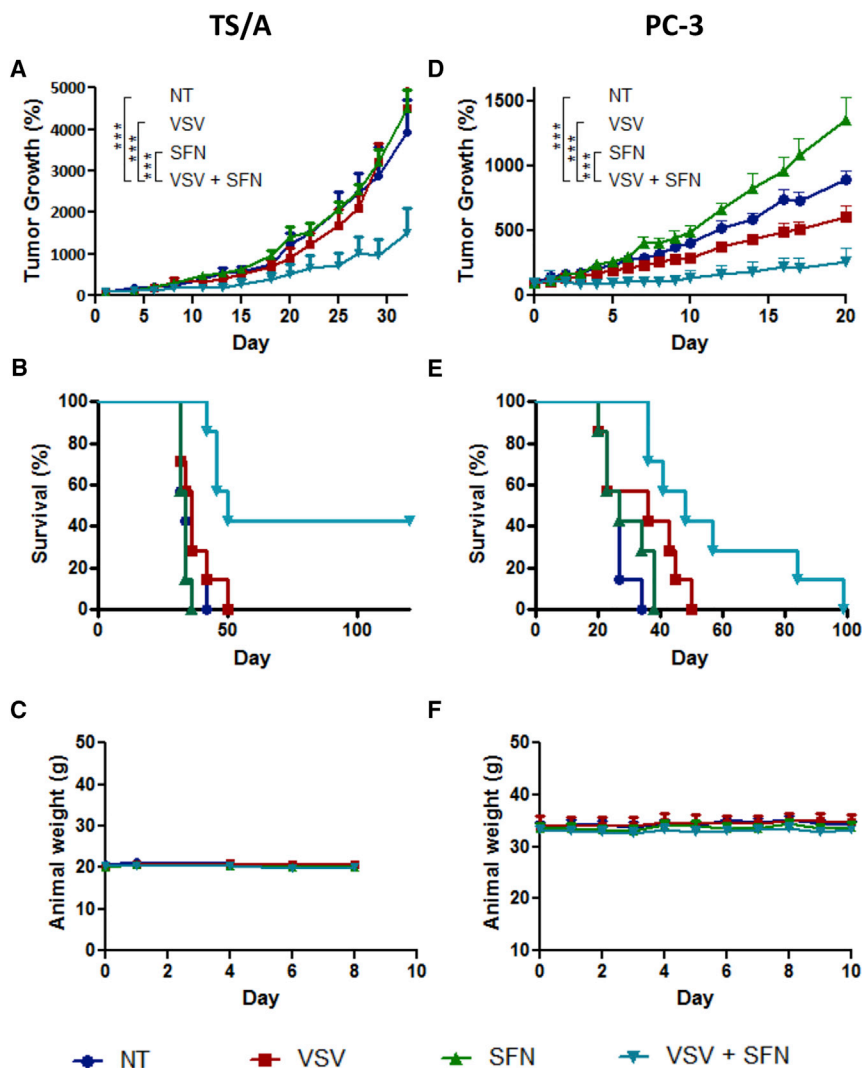 TS/A
PC-3
A
Tumor Growth (%)
5000
4000
3000
2000
1000
0
NT
VSV
SFN
VSV + SFN
***
***
***
0 5 10 15 20 25 30
Day
D
Tumor Growth (%)
1500
1000
500
0
NT
VSV
SFN
VSV + SFN
***
***
***
0 5 10 15 20
Day
B
Survival (%)
100
80
60
40
20
0
0 50 100
Day
E
Survival (%)
100
80
60
40
20
0
0 20 40 60 80 100
Day
C
Animal weight (g)
50
40
30
20
10
0
0 2 4 6 8 10
Day
F
Animal weight (g)
50
40
30
20
10
0 2 4 6 8 10
Day
NT VSV SFN VSV + SFN